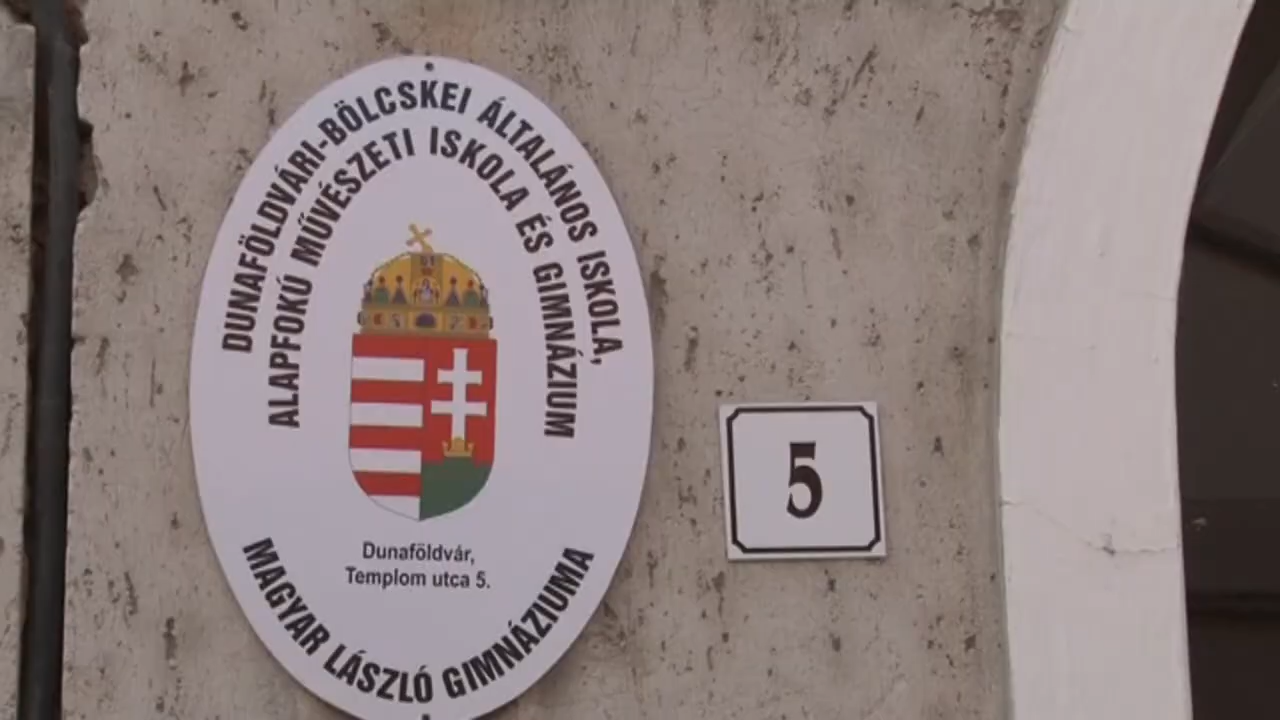 DUNAFÖLDVÁRI-BÖLCSKEI ÁLTALÁNOS ISKOLA,
ALAPFOKÚ MŰVÉSZETI ISKOLA ÉS GIMNÁZIUM
Dunaföldvár,
Templom utca 5.
MAGYAR LÁSZLÓ GIMNÁZIUMA
5